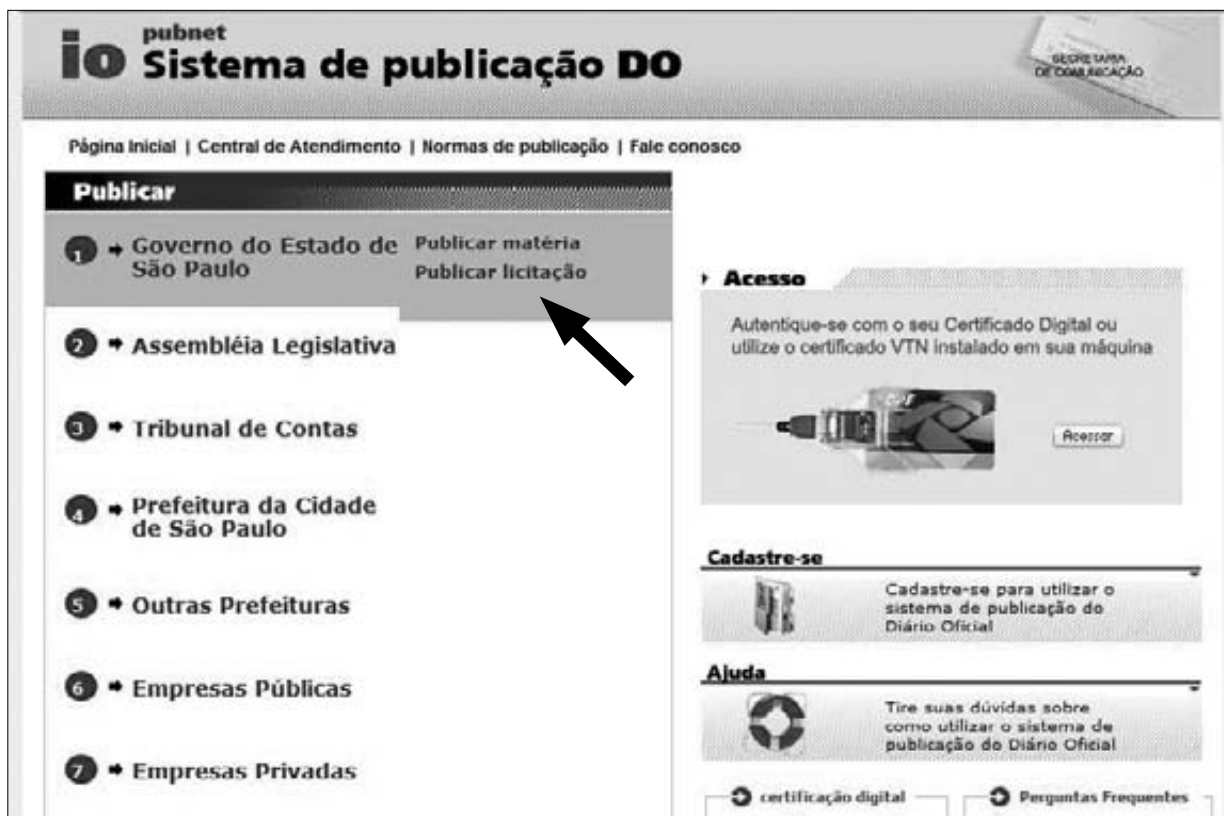 pubnet
io Sistema de publicação DO
SECRETARIA
DE COMUNICAÇÃO
Página Inicial | Central de Atendimento | Normas de publicação | Fale conosco
Publicar
1 Governo do Estado de
São Paulo
Publicar matéria
Publicar licitação
2 Assembléia Legislativa
3 Tribunal de Contas
4 Prefeitura da Cidade
de São Paulo
5 Outras Prefeituras
6 Empresas Públicas
7 Empresas Privadas
Acesso
Autentique-se com o seu Certificado Digital ou
utilize o certificado VTN instalado em sua máquina
Acessar
Cadastre-se
Cadastre-se para utilizar o
sistema de publicação do
Diário Oficial
Ajuda
Tire suas dúvidas sobre
como utilizar o sistema de
publicação do Diário Oficial
certificação digital
Perguntas Frequentes